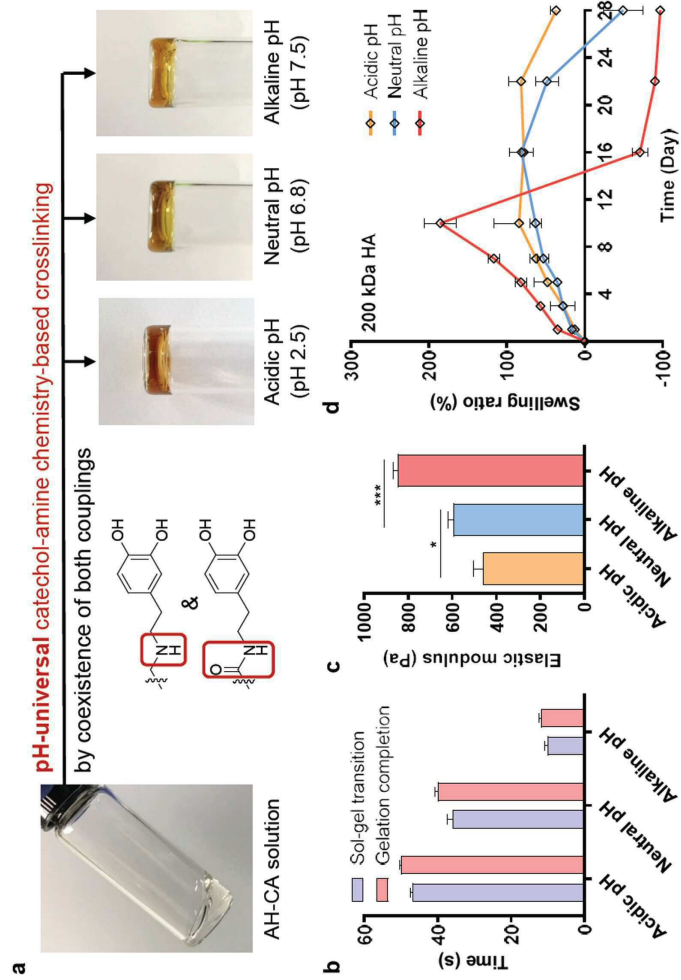 a
pH-universal catechol-amine chemistry-based crosslinking
by coexistence of both couplings
OH
OH
N
H
&
OH
OH
O
N
H
AH-CA solution
Acidic pH
(pH 2.5)
Neutral pH
(pH 6.8)
Alkaline pH
(pH 7.5)
b
Time (s)
60
40
20
0
Sol-gel transition
Gelation completion
Acidic pH
Neutral pH
Alkaline pH
c
Elastic modulus (Pa)
1000
800
600
400
200
0
*
***
Acidic pH
Neutral pH
Alkaline pH
d
Swelling ratio (%)
300
200
100
0
-100
200 kDa HA
Acidic pH
Neutral pH
Alkaline pH
4
8
12
16
20
24
28
Time (Day)